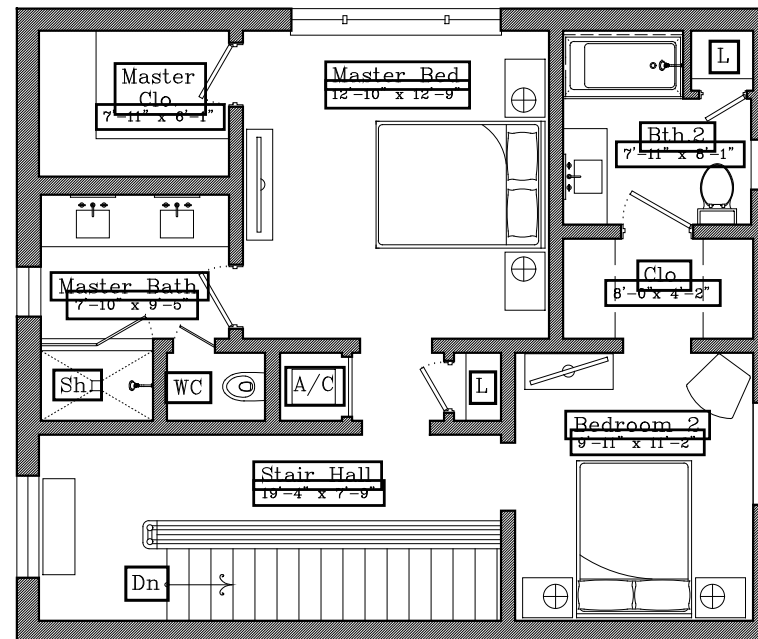 Master
Clo.
7'-11" x 6'-1"
Master Bed
12'-10" x 12'-9"
L
Bth.2
7'-11" x 8'-1"
Master Bath
7'-10" x 9'-5"
Clo.
8'-0"x 4'-2"
Sh.
WC
A/C
L
Bedroom 2
9'-11" x 11'-2"
Stair Hall
19'-4" x 7'-9"
Dn